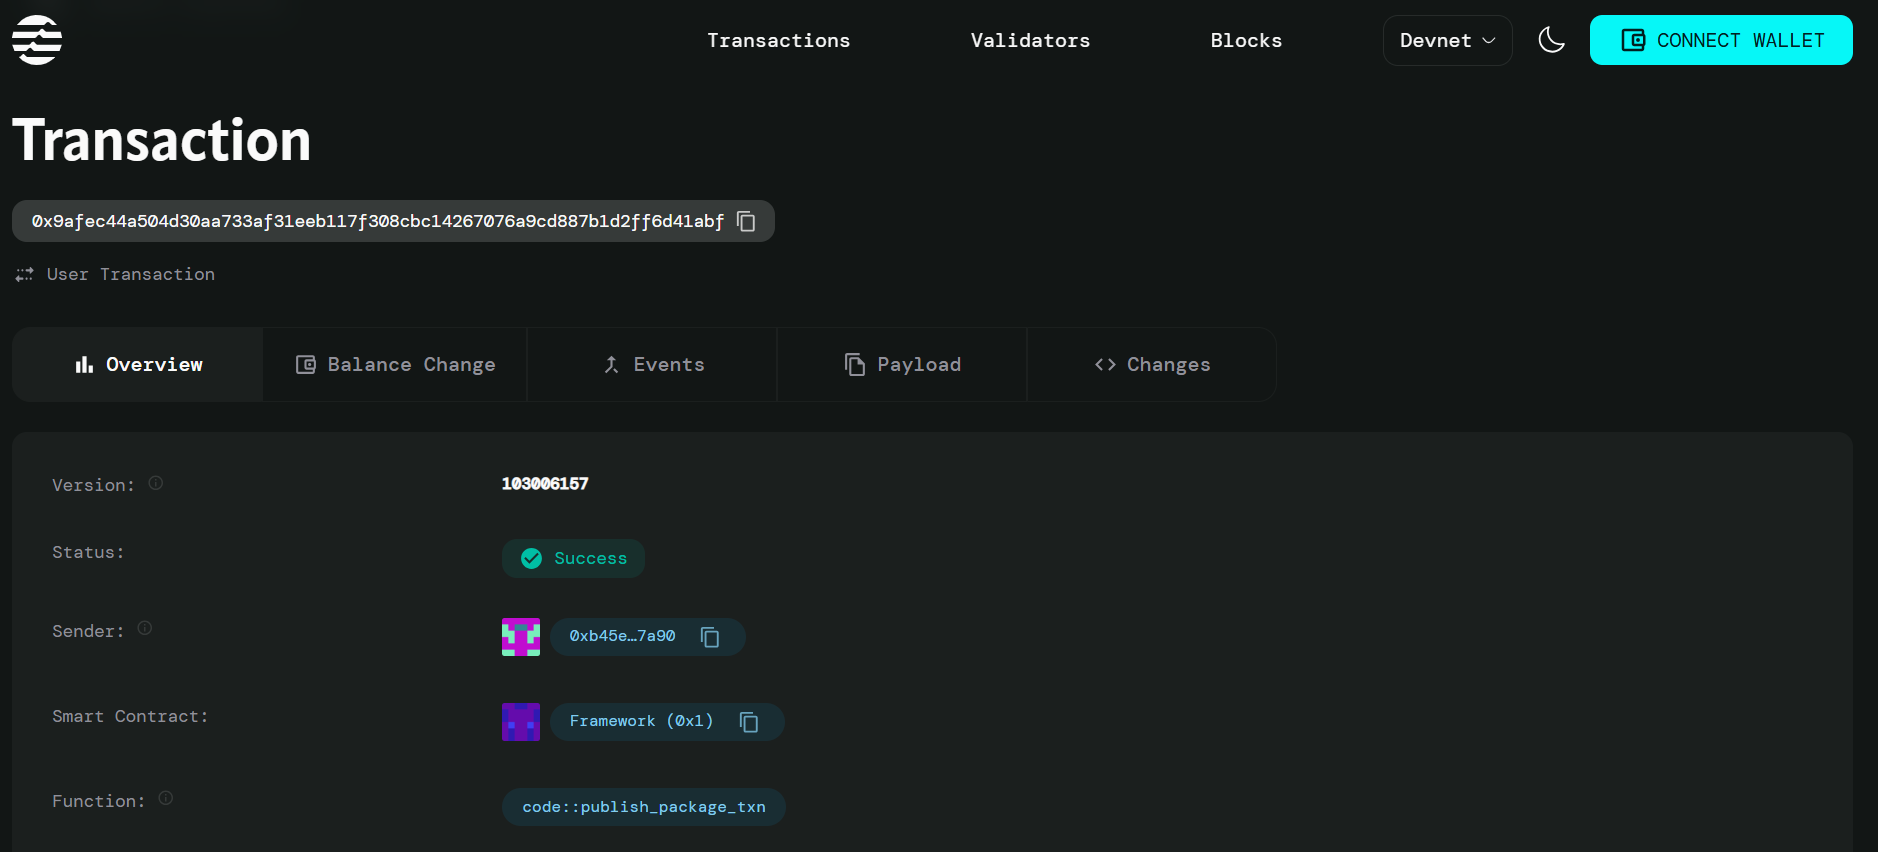 Transactions Validators Blocks Devnet CONNECT WALLET
Transaction
0x9afec44a504d30aa733af31eeb117f308cbc14267076a9cd887b1d2ff6d41abf
User Transaction
Overview Balance Change Events Payload Changes
Version: 103006157
Status: Success
Sender: 0xb45e…7a90
Smart Contract: Framework (0x1)
Function: code::publish_package_txn